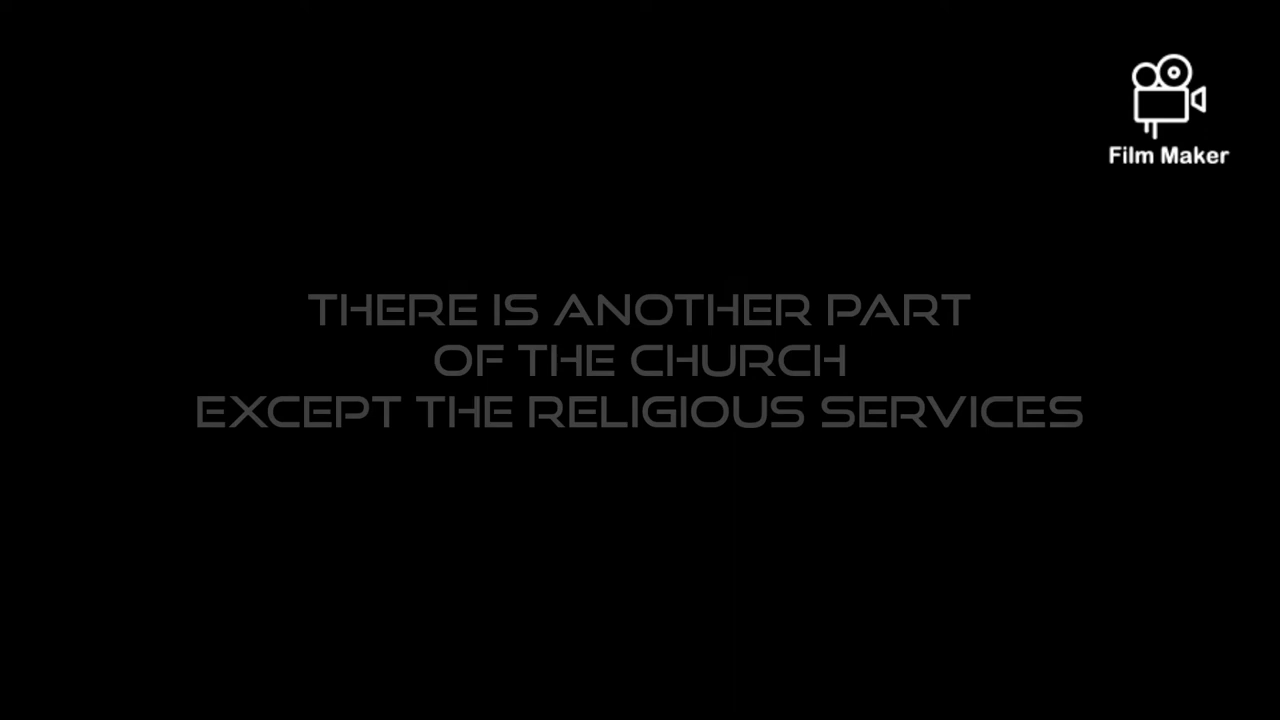 Film Maker
THERE IS ANOTHER PART
OF THE CHURCH
EXCEPT THE RELIGIOUS SERVICES